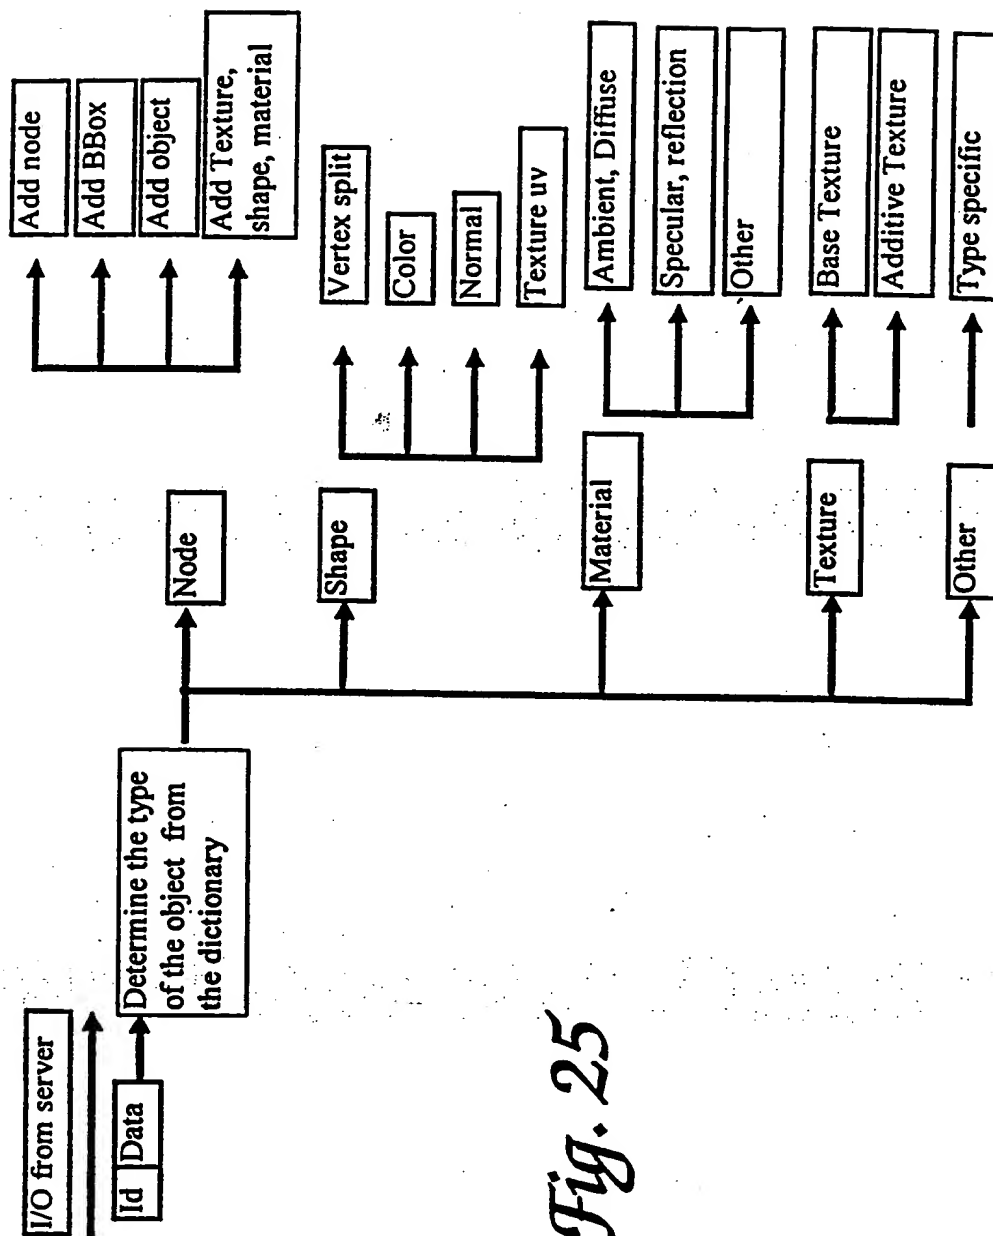 I/O from server
Id
Data
Determine the type
of the object from
the dictionary
Node
Add node
Add BBox
Add object
Add Texture,
shape, material
Shape
Vertex split
Color
Normal
Texture uv
Material
Ambient, Diffuse
Specular, reflection
Other
Texture
Base Texture
Additive Texture
Other
Type specific
Fig. 25